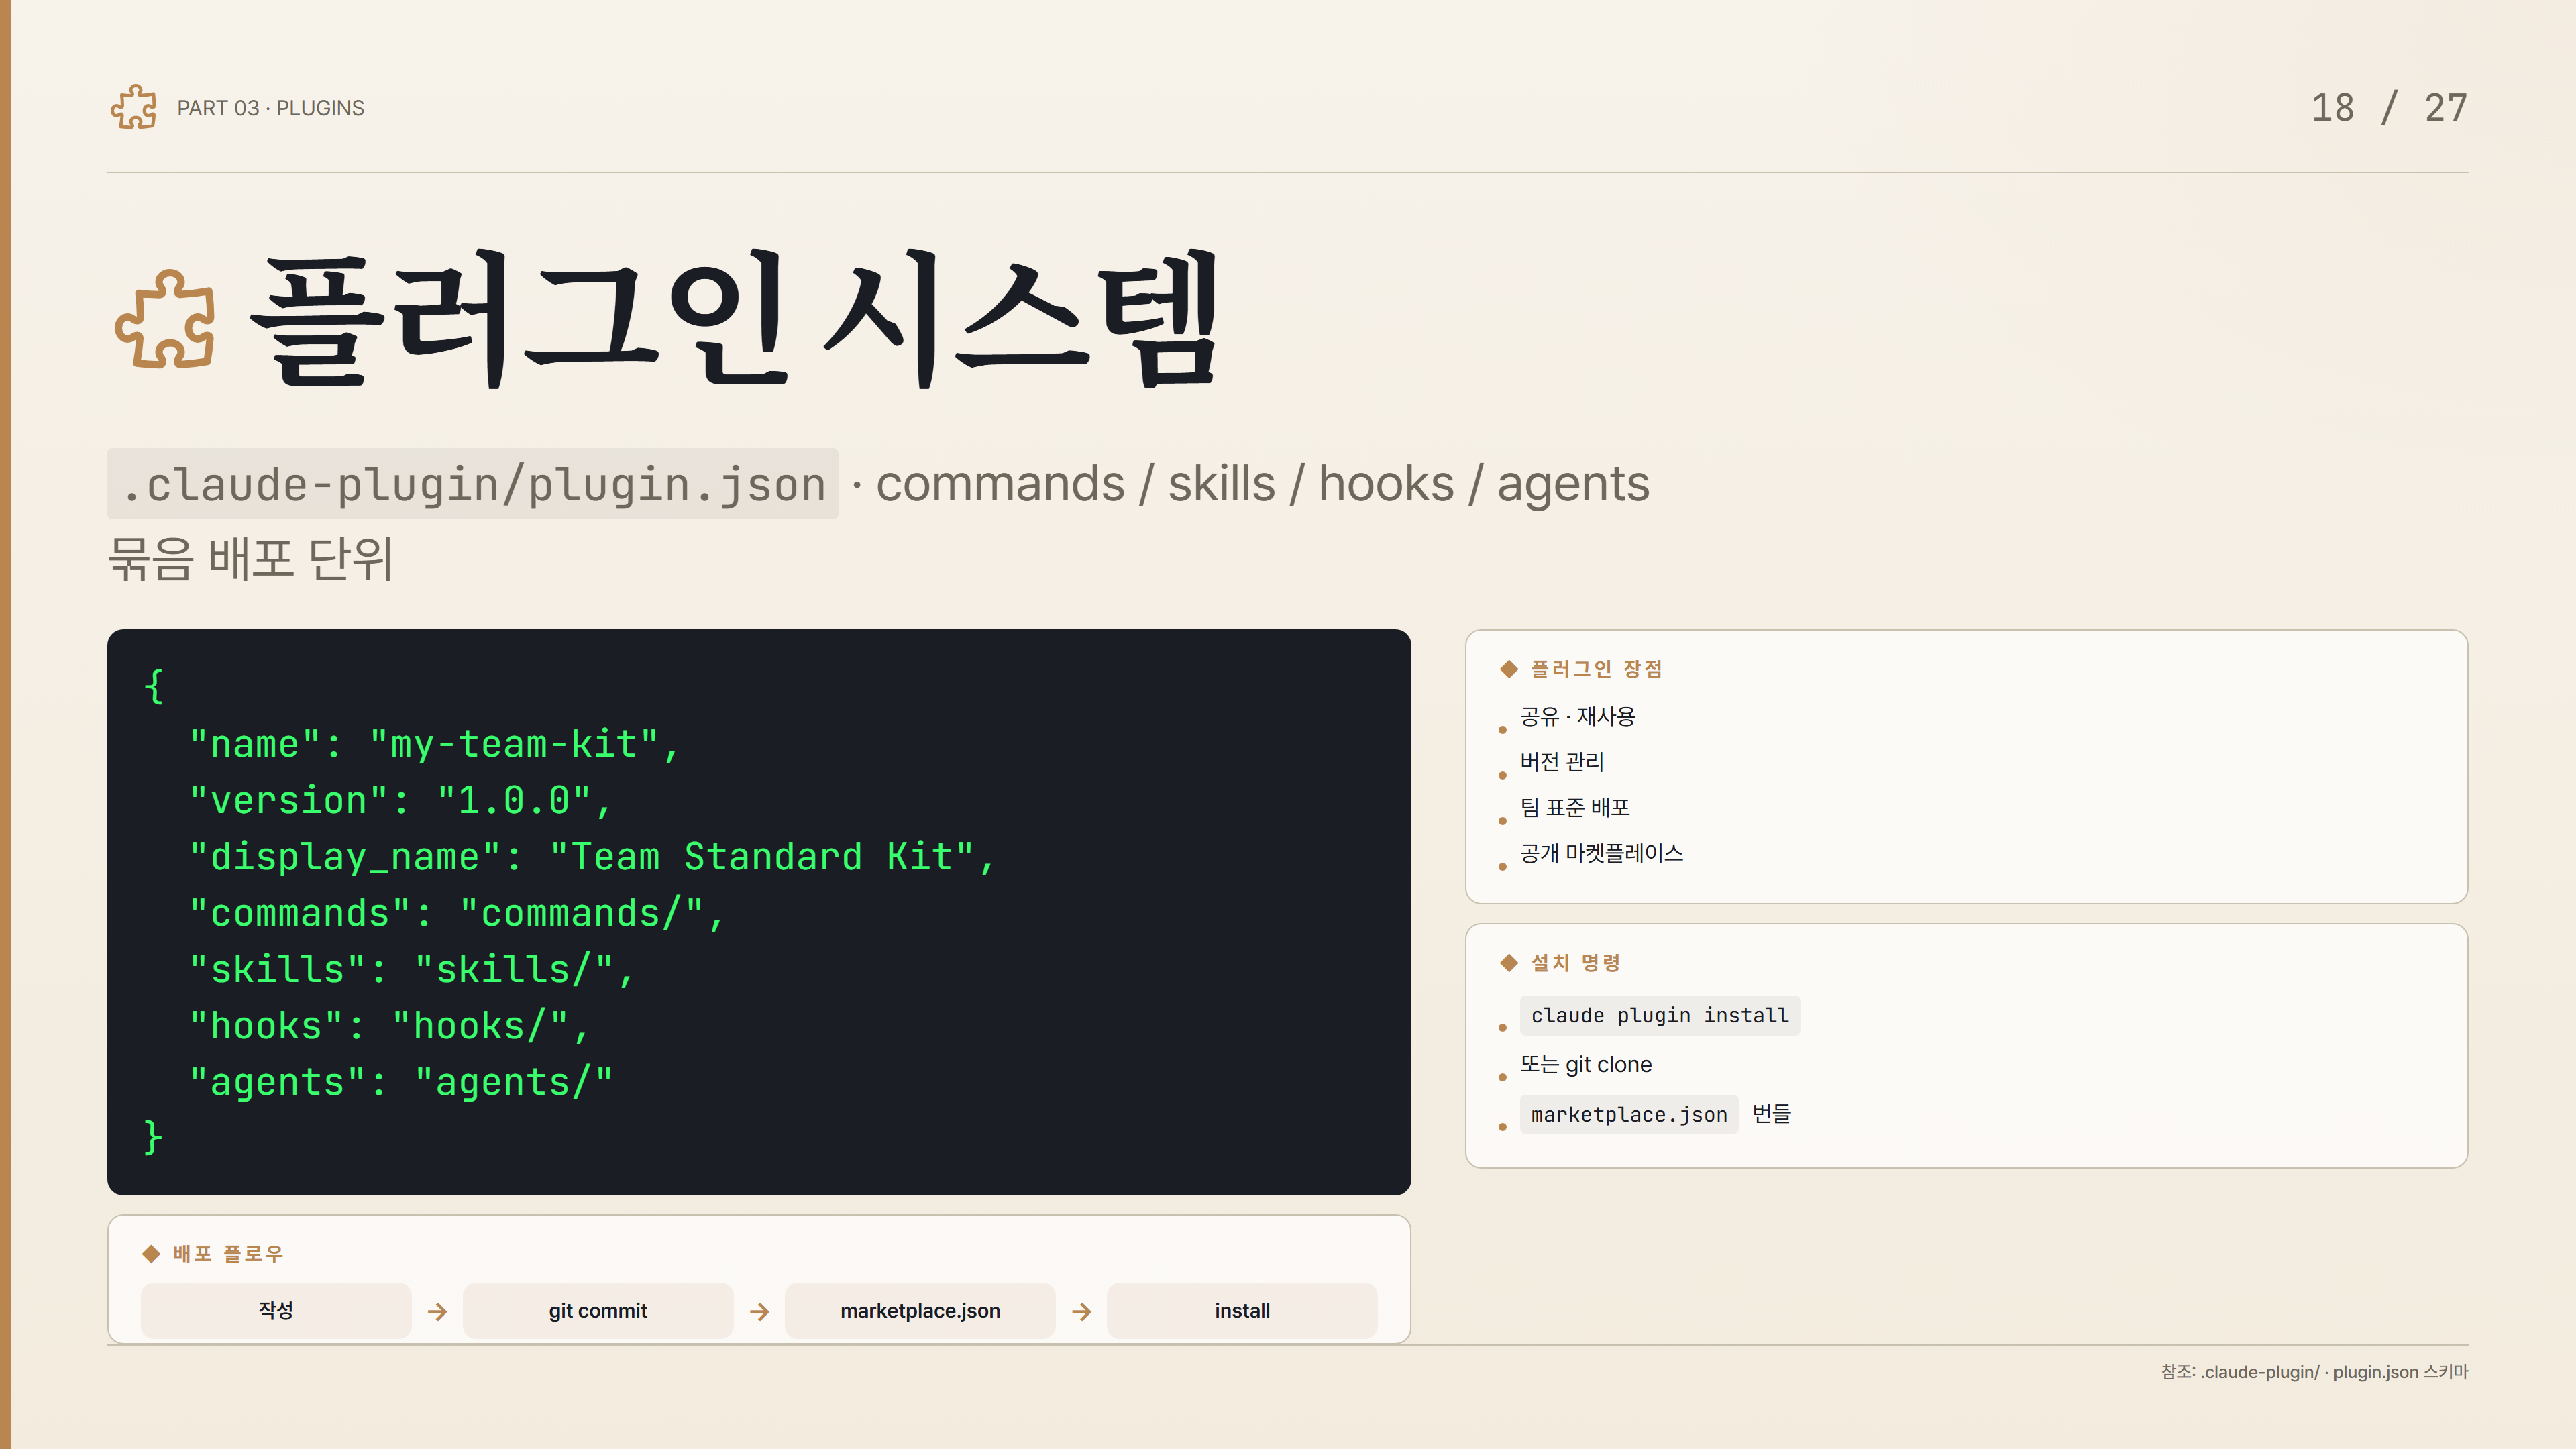 PART 03 · PLUGINS
18 / 27
플러그인 시스템
.claude-plugin/plugin.json · commands / skills / hooks / agents
묶음 배포 단위
{
  "name": "my-team-kit",
  "version": "1.0.0",
  "display_name": "Team Standard Kit",
  "commands": "commands/",
  "skills": "skills/",
  "hooks": "hooks/",
  "agents": "agents/"
}
◆ 배포 플로우
작성 → git commit → marketplace.json → install
◆ 플러그인 장점
• 공유 · 재사용
• 버전 관리
• 팀 표준 배포
• 공개 마켓플레이스
◆ 설치 명령
• claude plugin install
• 또는 git clone
• marketplace.json 번들
참조: .claude-plugin/ · plugin.json 스키마